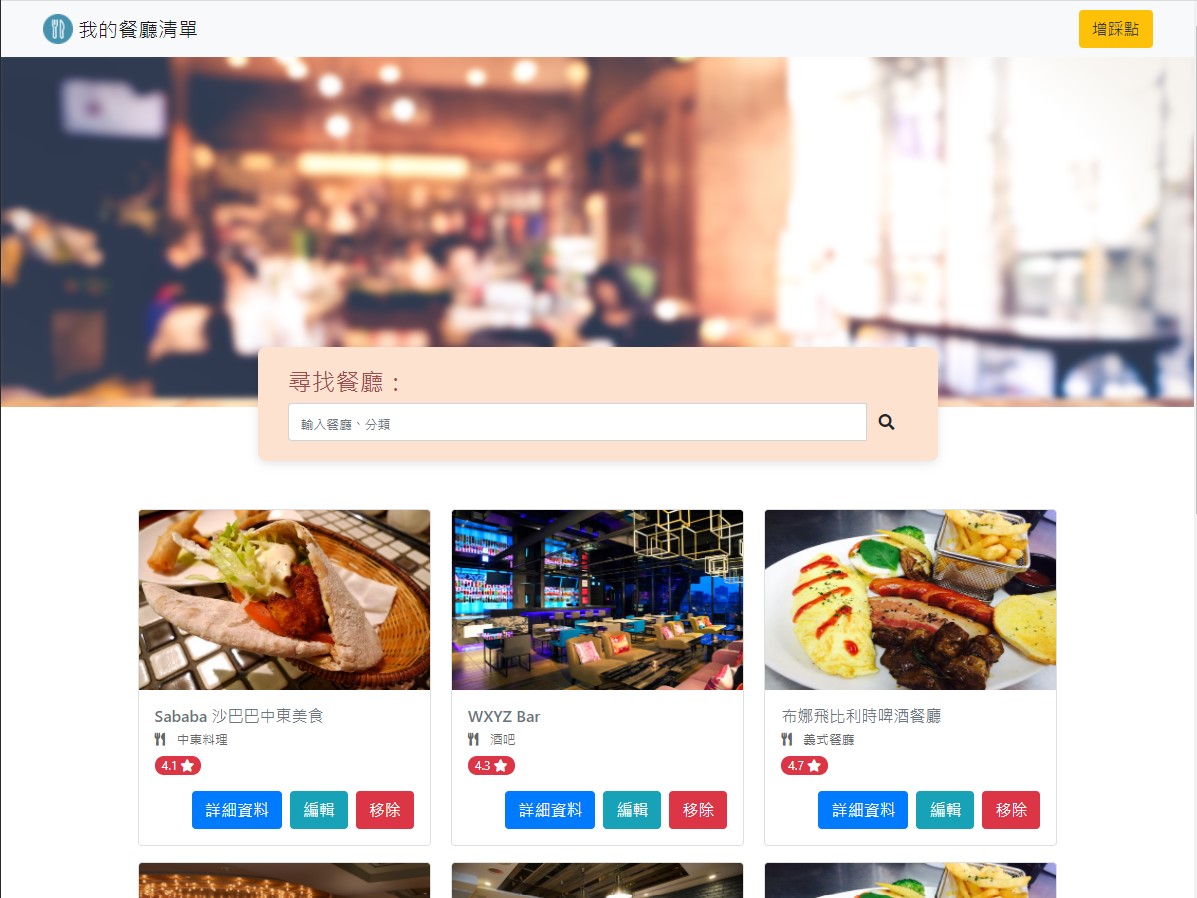 我的餐廳清單
增踩點
尋找餐廳：
輸入餐廳、分類
Sababa 沙巴巴中東美食
中東料理
4.1
詳細資料 編輯 移除
WXYZ Bar
酒吧
4.3
詳細資料 編輯 移除
布娜飛比利時啤酒餐廳
義式餐廳
4.7
詳細資料 編輯 移除